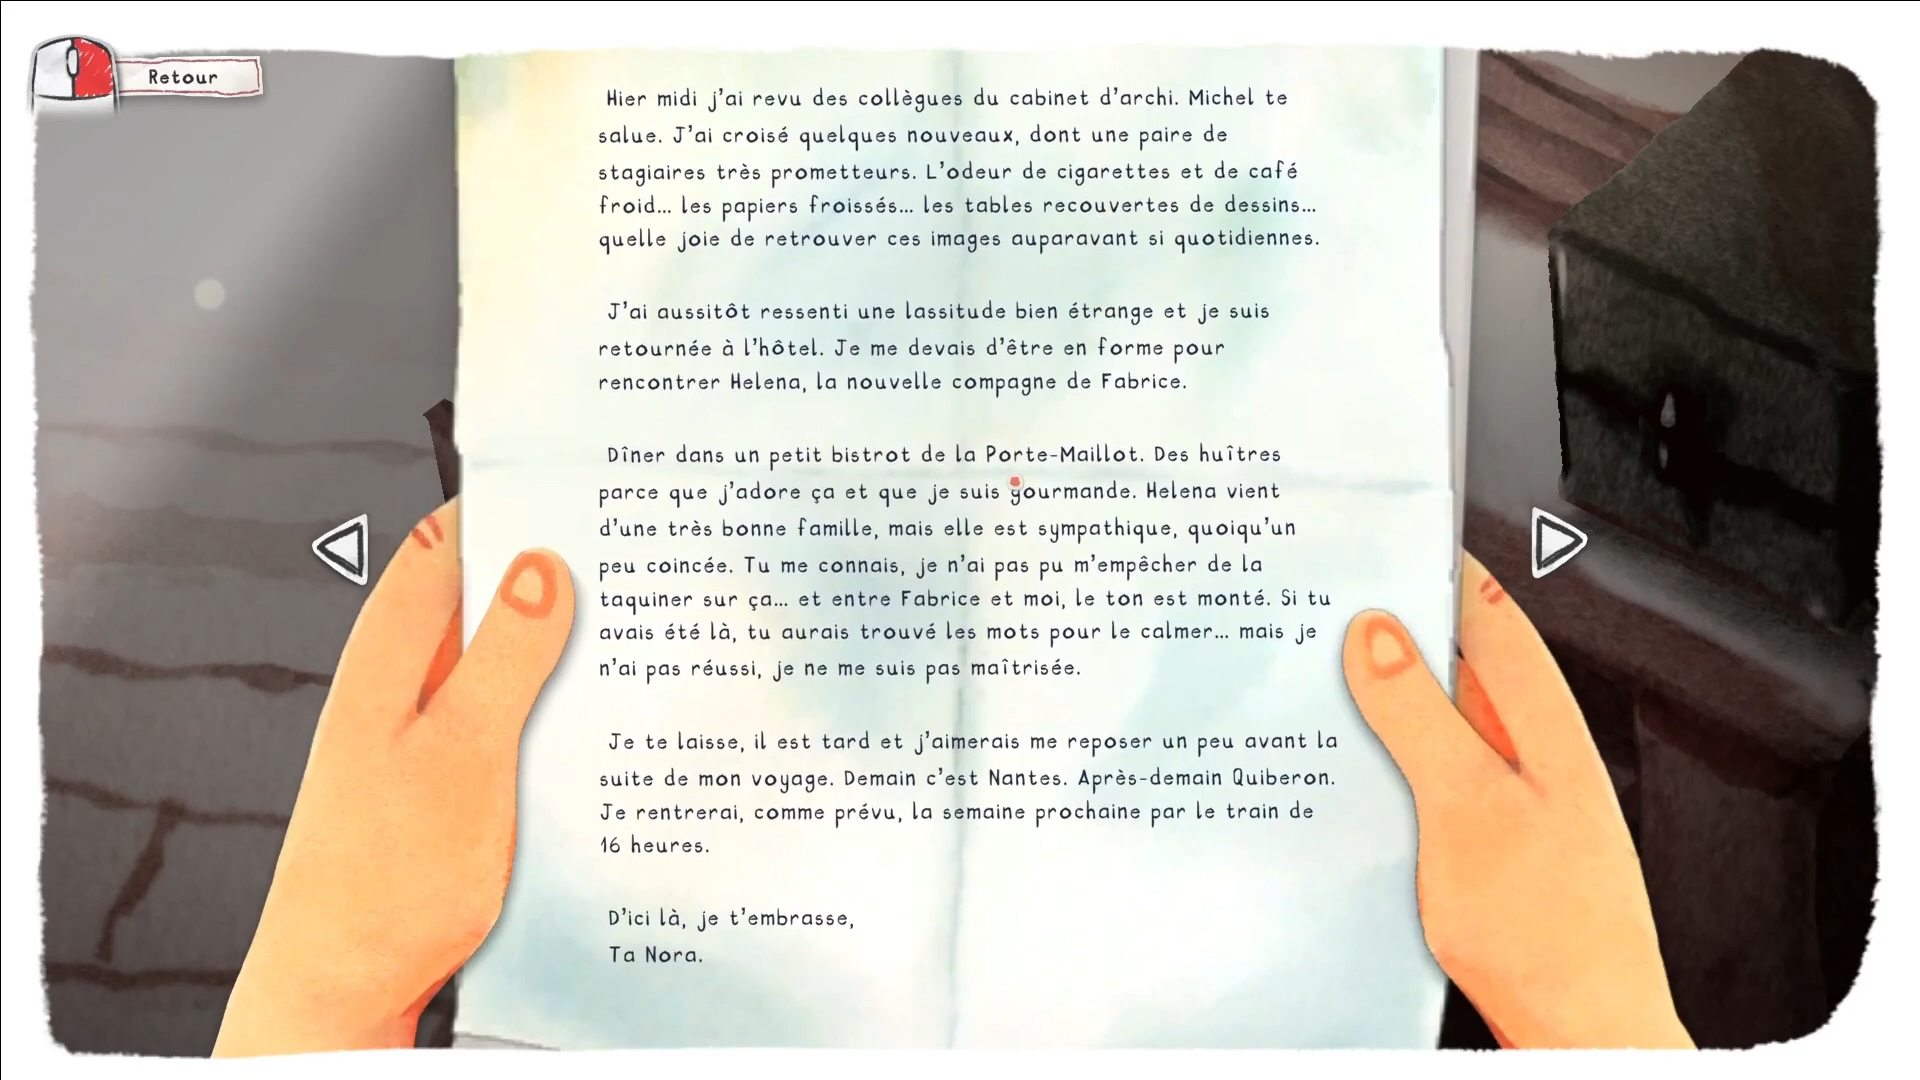 Retour
Hier midi j'ai revu des collègues du cabinet d'archi. Michel te
salue. J'ai croisé quelques nouveaux, dont une paire de
stagiaires très prometteurs. L'odeur de cigarettes et de café
froid... les papiers froissés... les tables recouvertes de dessins...
quelle joie de retrouver ces images auparavant si quotidiennes.
J'ai aussitôt ressenti une lassitude bien étrange et je suis
retournée à l'hôtel. Je me devais d'être en forme pour
rencontrer Helena, la nouvelle compagne de Fabrice.
Dîner dans un petit bistrot de la Porte-Maillot. Des huîtres
parce que j'adore ça et que je suis gourmande. Helena vient
d'une très bonne famille, mais elle est sympathique, quoiqu'un
peu coincée. Tu me connais, je n'ai pas pu m'empêcher de la
taquiner sur ça... et entre Fabrice et moi, le ton est monté. Si tu
avais été là, tu aurais trouvé les mots pour le calmer... mais je
n'ai pas réussi, je ne me suis pas maîtrisée.
Je te laisse, il est tard et j'aimerais me reposer un peu avant la
suite de mon voyage. Demain c'est Nantes. Après-demain Quiberon.
Je rentrerai, comme prévu, la semaine prochaine par le train de
16 heures.
D'ici là, je t'embrasse,
Ta Nora.